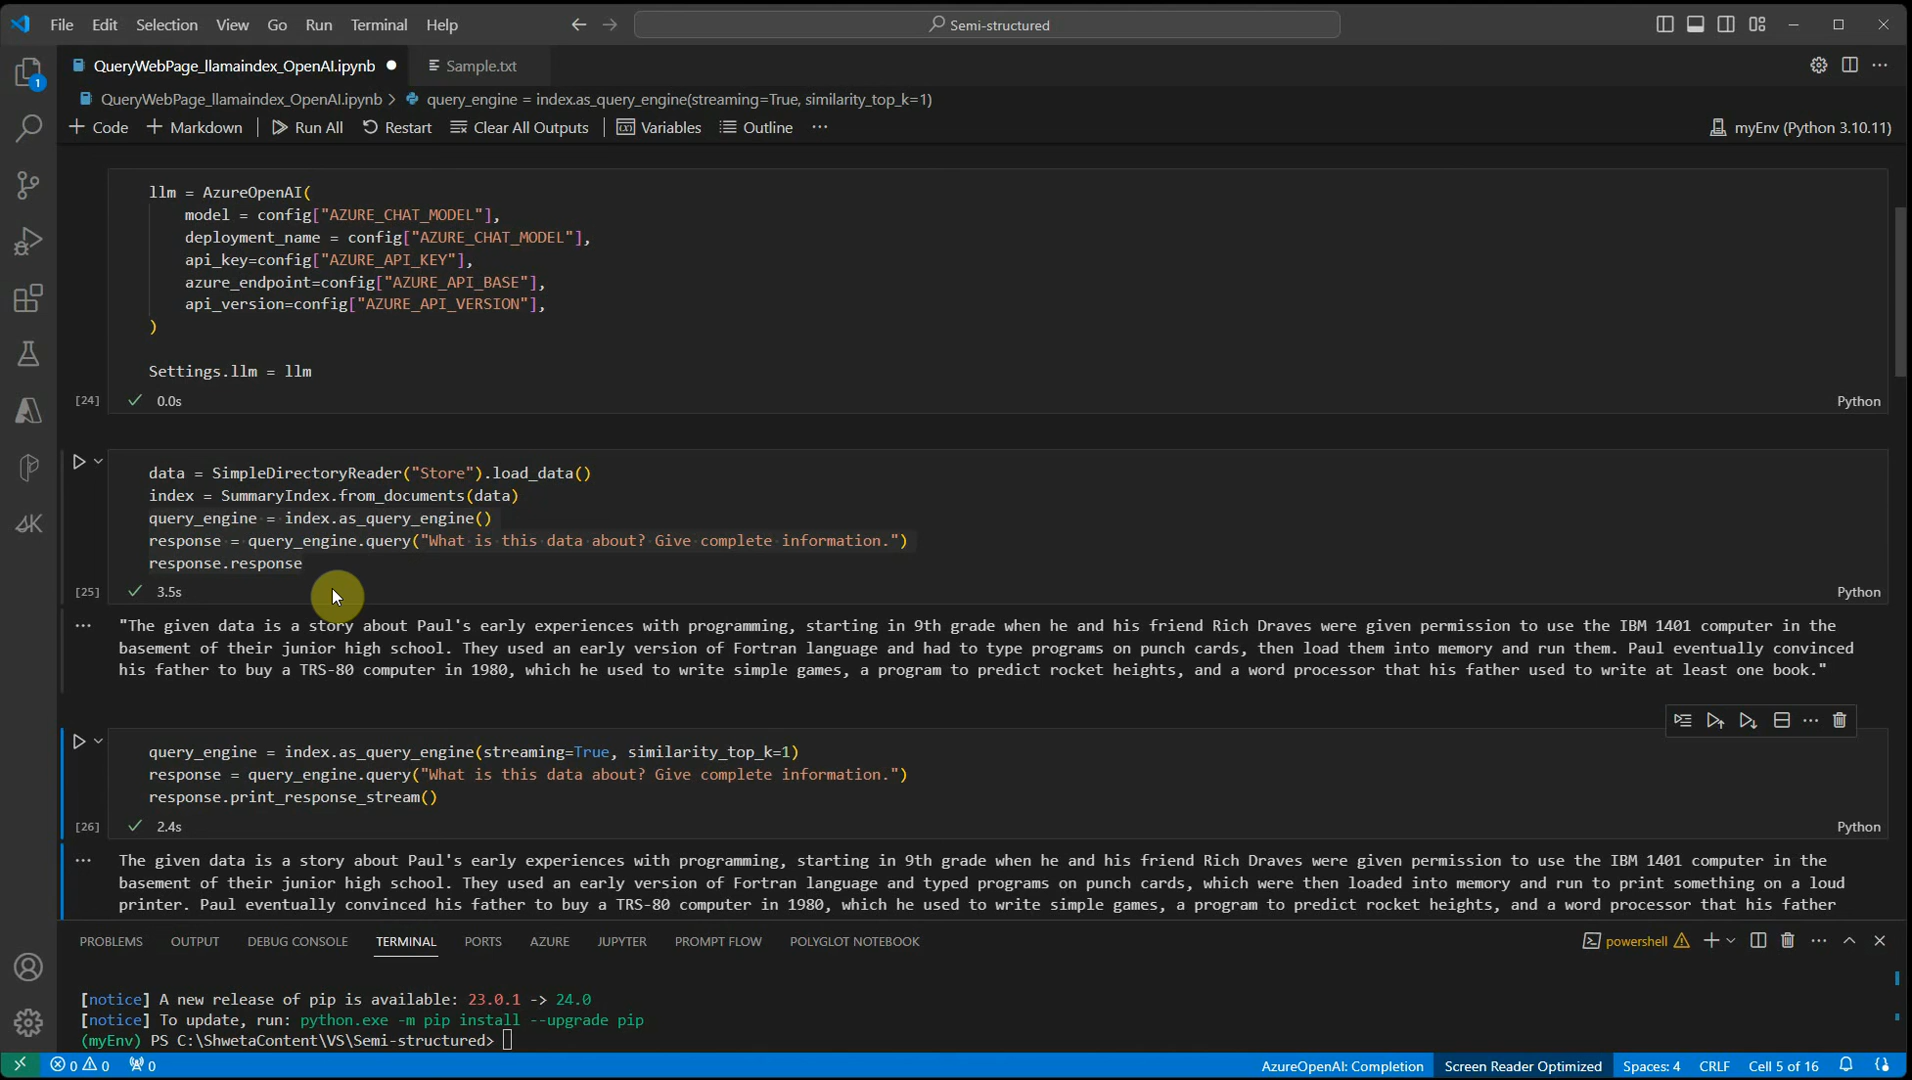 File Edit Selection View Go Run Terminal Help
Semi-structured
QueryWebPage_llamaindex_OpenAI.ipynb
Sample.txt
QueryWebPage_llamaindex_OpenAI.ipynb > query_engine = index.as_query_engine(streaming=True, similarity_top_k=1)
+ Code + Markdown Run All Restart Clear All Outputs Variables Outline ...
myEnv (Python 3.10.11)
1
llm = AzureOpenAI(
model = config["AZURE_CHAT_MODEL"],
deployment_name = config["AZURE_CHAT_MODEL"],
api_key=config["AZURE_API_KEY"],
azure_endpoint=config["AZURE_API_BASE"],
api_version=config["AZURE_API_VERSION"],
)
Settings.llm = llm
[24] 0.0s Python
data = SimpleDirectoryReader("Store").load_data()
index = SummaryIndex.from_documents(data)
query_engine = index.as_query_engine()
response = query_engine.query("What is this data about? Give complete information.")
response.response
[25] 3.5s Python
"The given data is a story about Paul's early experiences with programming, starting in 9th grade when he and his friend Rich Draves were given permission to use the IBM 1401 computer in the
basement of their junior high school. They used an early version of Fortran language and had to type programs on punch cards, then load them into memory and run them. Paul eventually convinced
his father to buy a TRS-80 computer in 1980, which he used to write simple games, a program to predict rocket heights, and a word processor that his father used to write at least one book."
query_engine = index.as_query_engine(streaming=True, similarity_top_k=1)
response = query_engine.query("What is this data about? Give complete information.")
response.print_response_stream()
[26] 2.4s Python
The given data is a story about Paul's early experiences with programming, starting in 9th grade when he and his friend Rich Draves were given permission to use the IBM 1401 computer in the
basement of their junior high school. They used an early version of Fortran language and typed programs on punch cards, which were then loaded into memory and run to print something on a loud
printer. Paul eventually convinced his father to buy a TRS-80 computer in 1980, which he used to write simple games, a program to predict rocket heights, and a word processor that his father
PROBLEMS OUTPUT DEBUG CONSOLE TERMINAL PORTS AZURE JUPYTER PROMPT FLOW POLYGLOT NOTEBOOK
powershell
[notice] A new release of pip is available: 23.0.1 -> 24.0
[notice] To update, run: python.exe -m pip install --upgrade pip
(myEnv) PS C:\ShwetaContent\VS\Semi-structured>
0 0 0
AzureOpenAI: Completion Screen Reader Optimized Spaces: 4 CRLF Cell 5 of 16